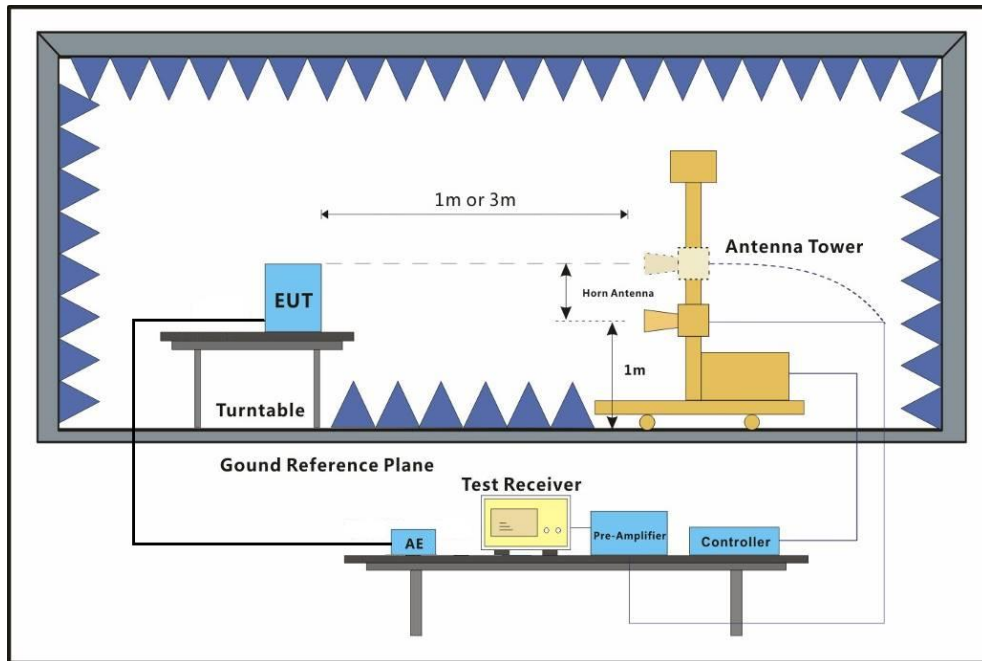 1m or 3m
Antenna Tower
EUT
Horn Antenna
1m
Turntable
Gound Reference Plane
Test Receiver
AE
Pre-Amplifier
Controller